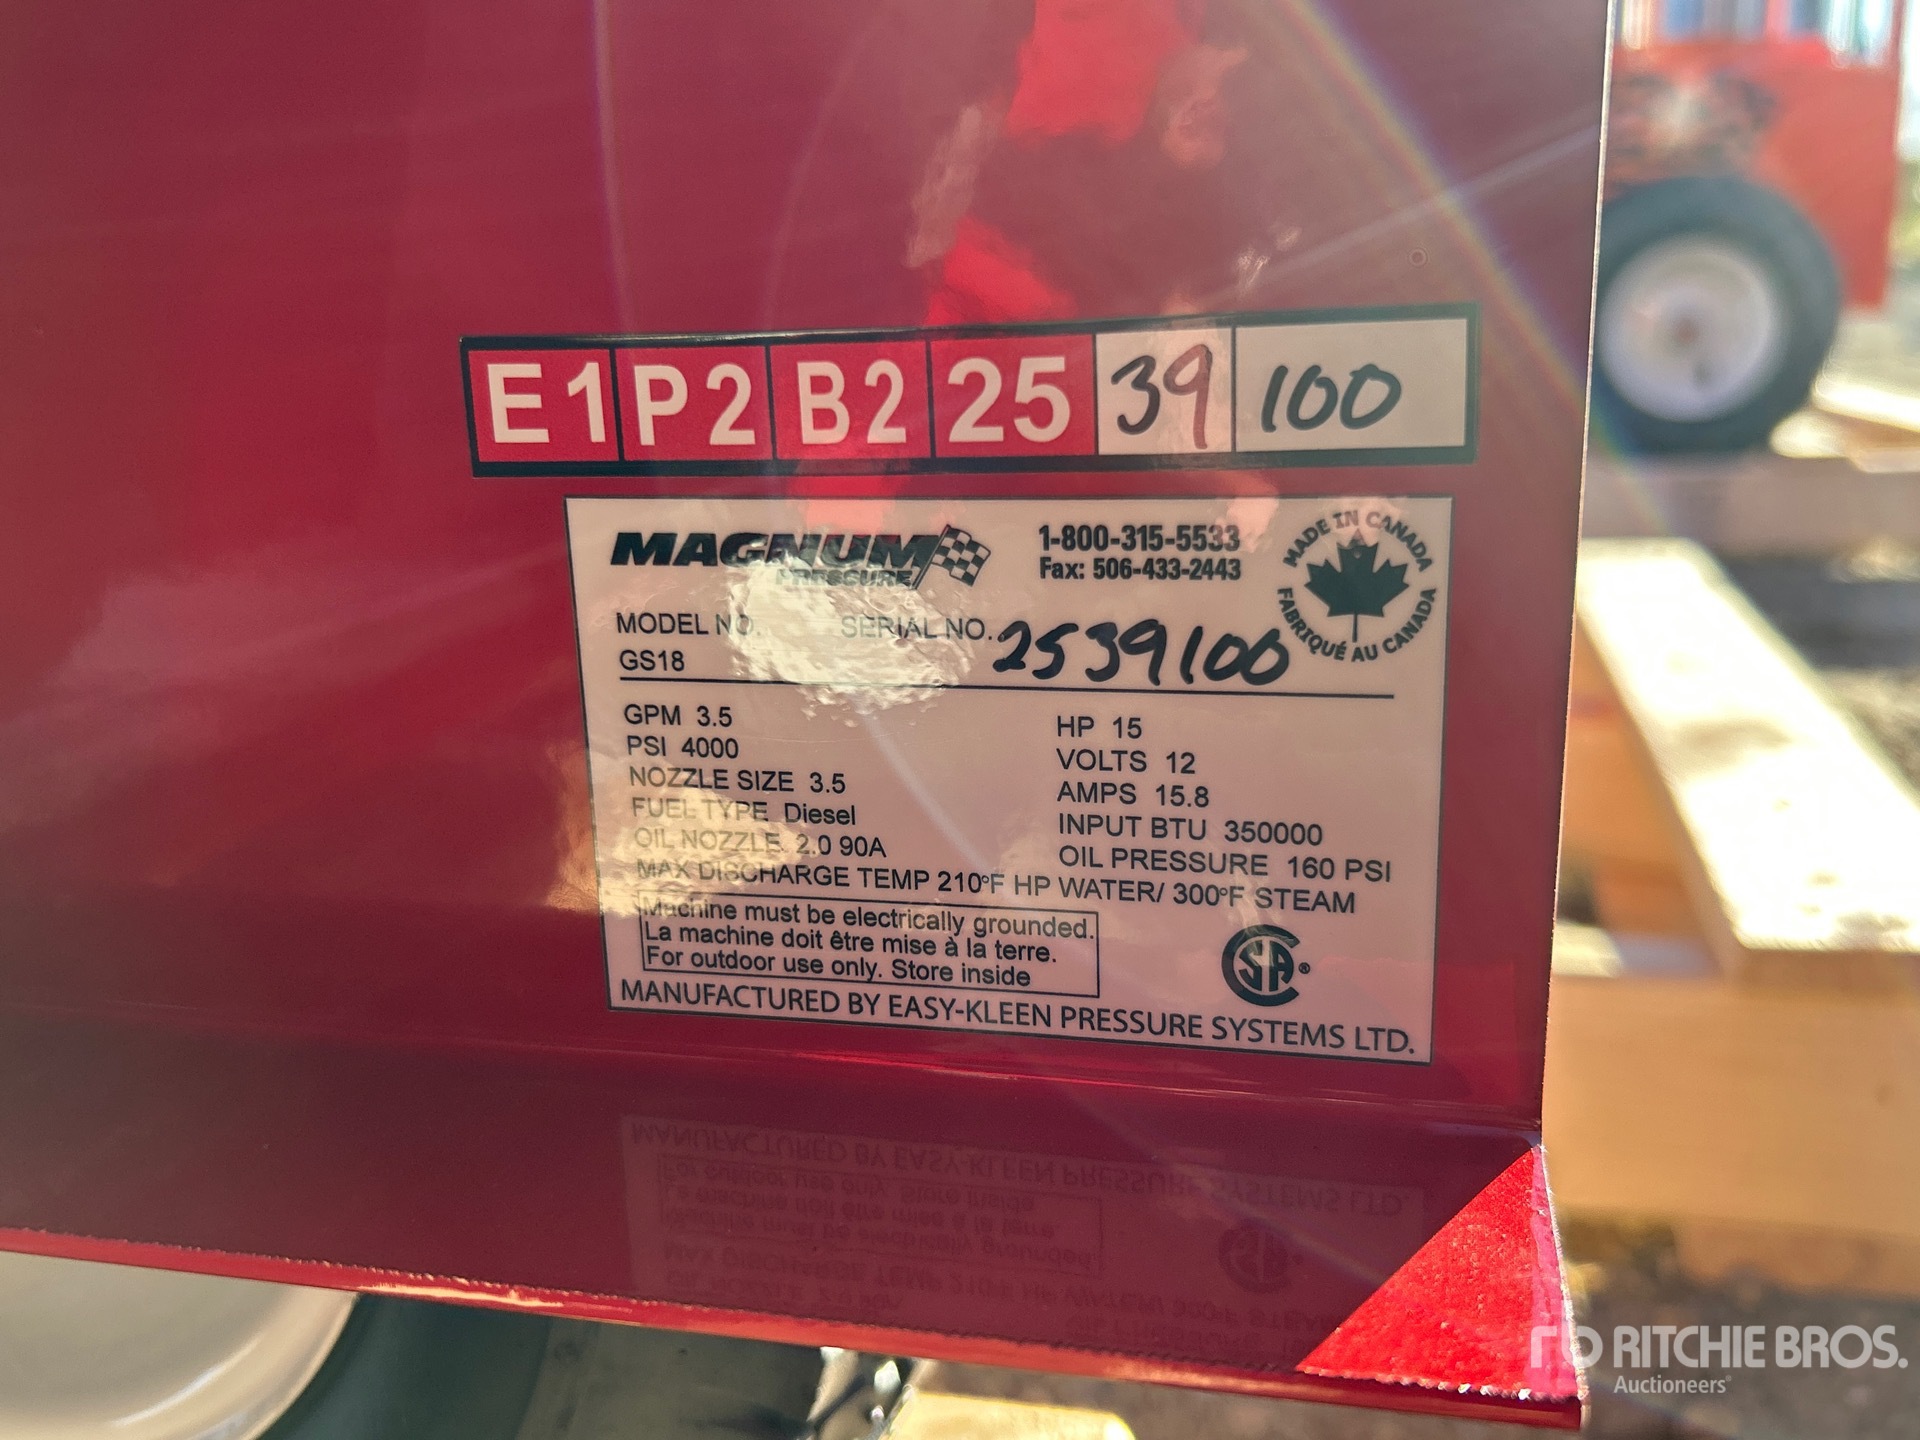 E1 P2 B2 25 39 100
MAGNUM
PRESSURE
1-800-315-5533
Fax: 506-433-2443
MADE IN CANADA
FABRIQUÉ AU CANADA
MODEL NO. SERIAL NO. 2539100
GS18
GPM 3.5
PSI 4000
NOZZLE SIZE 3.5
FUEL TYPE Diesel
OIL NOZZLE 2.0 90A
HP 15
VOLTS 12
AMPS 15.8
INPUT BTU 350000
OIL PRESSURE 160 PSI
MAX DISCHARGE TEMP 210°F HP WATER/ 300°F STEAM
Machine must be electrically grounded.
La machine doit être mise à la terre.
For outdoor use only. Store inside
CSA®
MANUFACTURED BY EASY-KLEEN PRESSURE SYSTEMS LTD.
RITCHIE BROS.
Auctioneers